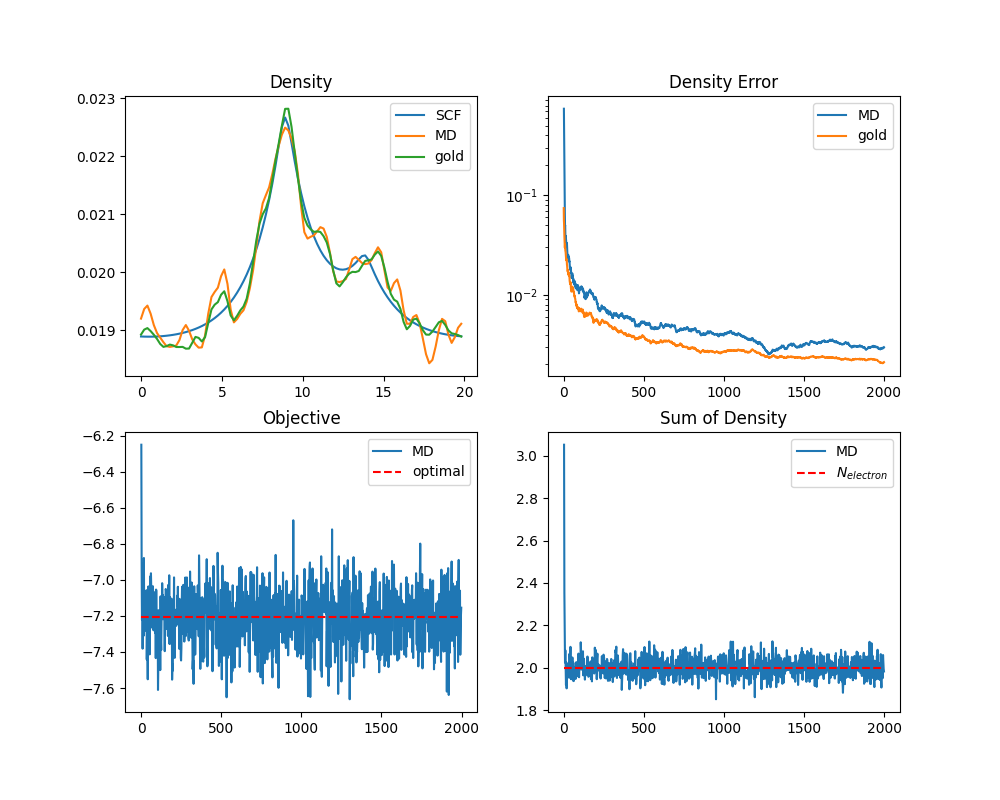 Density
0.023
0.022
0.021
0.020
0.019
0 5 10 15 20
SCF
MD
gold
Density Error
10⁻¹
10⁻²
0 500 1000 1500 2000
MD
gold
Objective
−6.2
−6.4
−6.6
−6.8
−7.0
−7.2
−7.4
−7.6
0 500 1000 1500 2000
MD
optimal
Sum of Density
3.0
2.8
2.6
2.4
2.2
2.0
1.8
0 500 1000 1500 2000
MD
N_electron